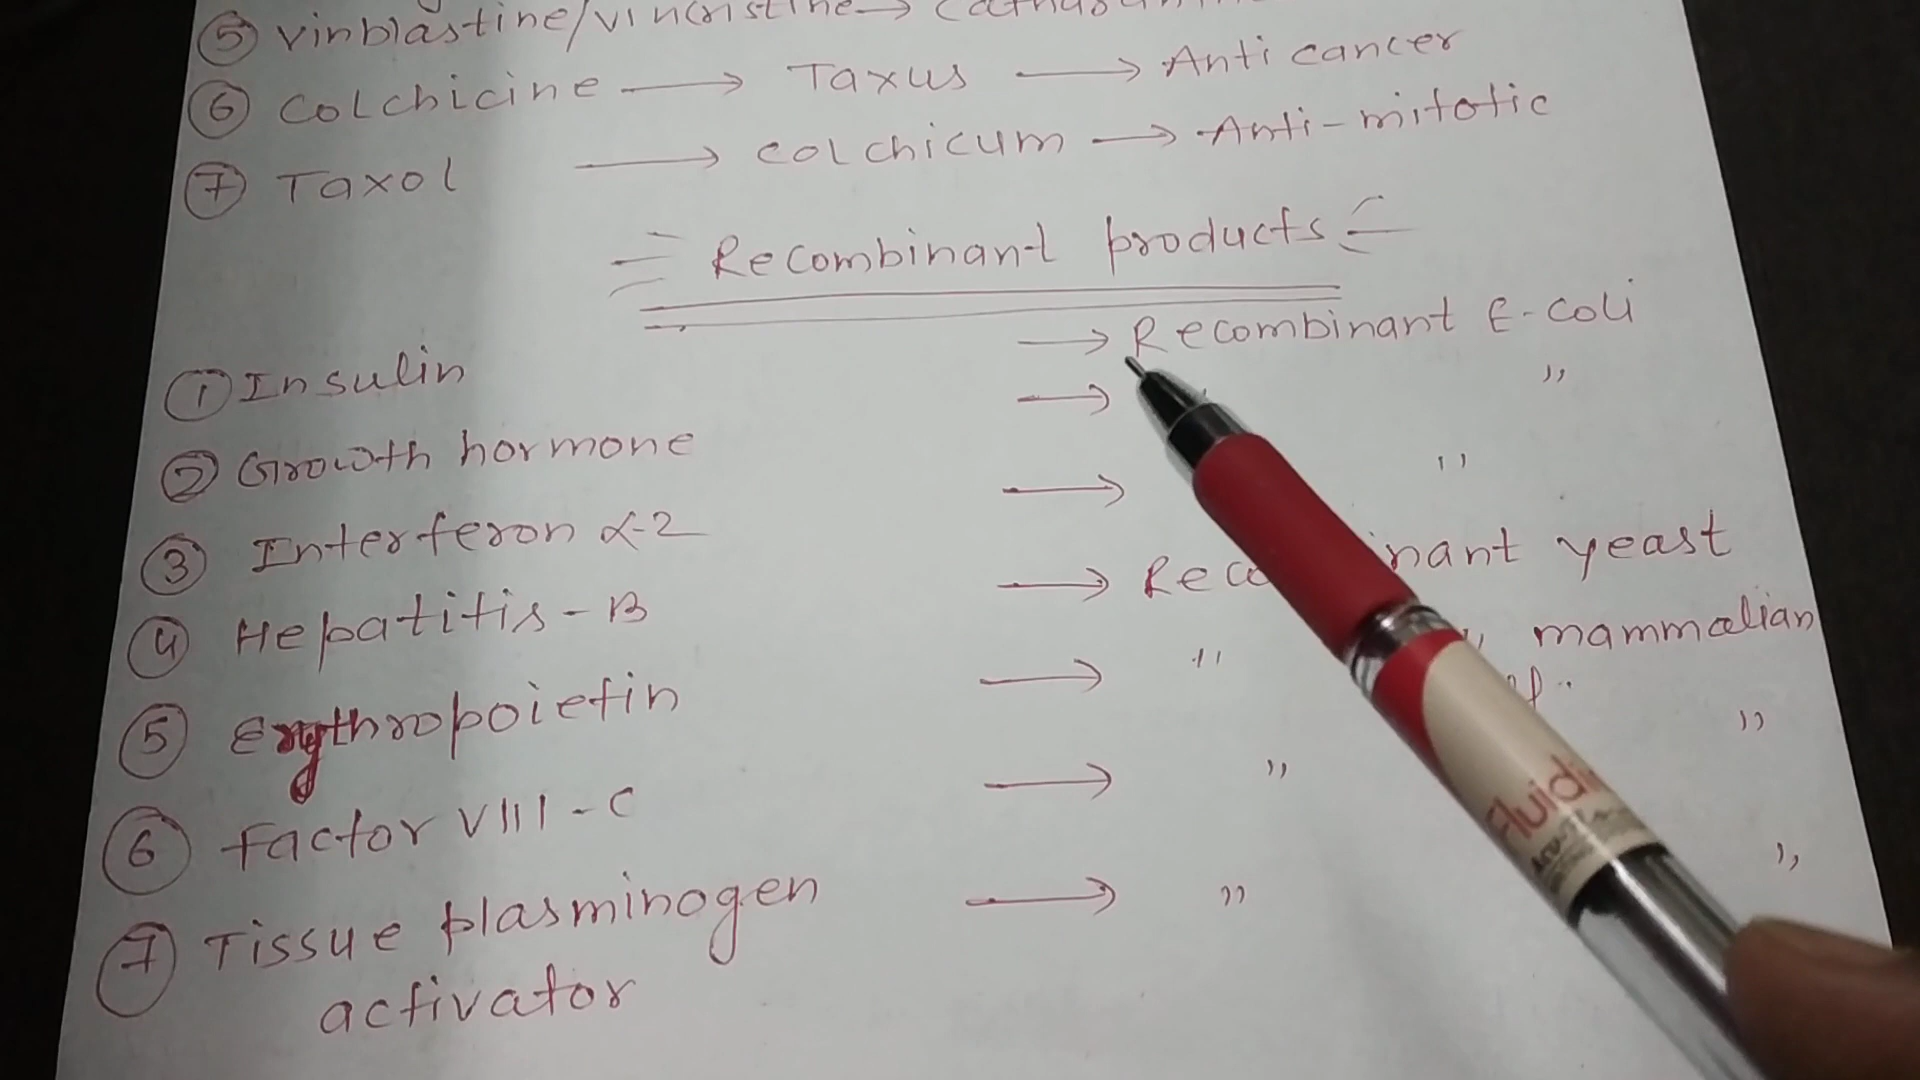 ⑤ Vinblastine/vincristine →
⑥ Colchicine → Taxus → Anti cancer
⑦ Taxol → colchicum → Anti-mitotic
Recombinant products
① Insulin → Recombinant E-coli
② Growth hormone → "
③ Interferon α-2 → "
④ Hepatitis-B → Reco nant yeast
⑤ Erythropoietin → " " mammalian
⑥ Factor VIII-C → " "
⑦ Tissue plasminogen → " "
activator
Fluidi